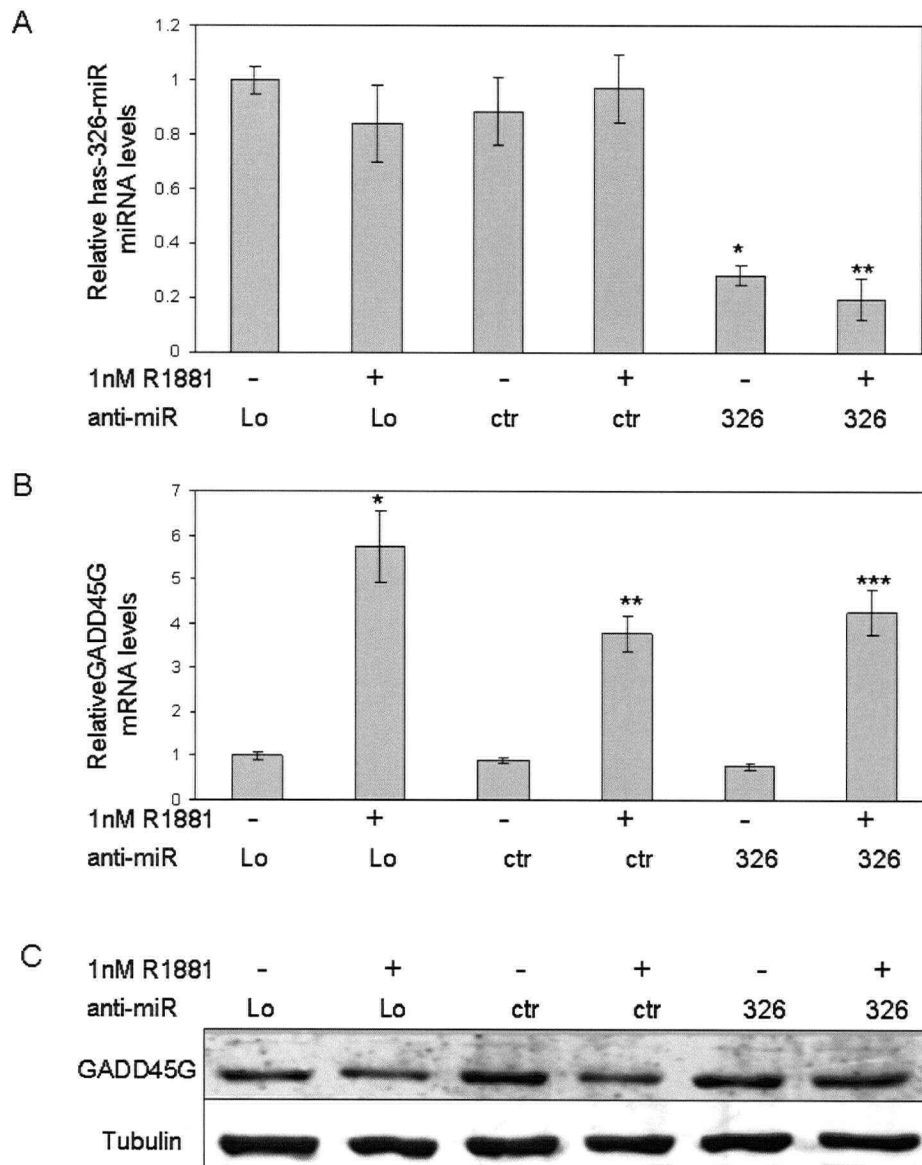 A
Relative has-326-miR
miRNA levels
1.2
1
0.8
0.6
0.4
0.2
0
*
**
1nM R1881 - + - + - +
anti-miR Lo Lo ctr ctr 326 326
B
RelativeGADD45G
mRNA levels
7
6
5
4
3
2
1
0
*
**
***
1nM R1881 - + - + - +
anti-miR Lo Lo ctr ctr 326 326
C
1nM R1881 - + - + - +
anti-miR Lo Lo ctr ctr 326 326
GADD45G
Tubulin